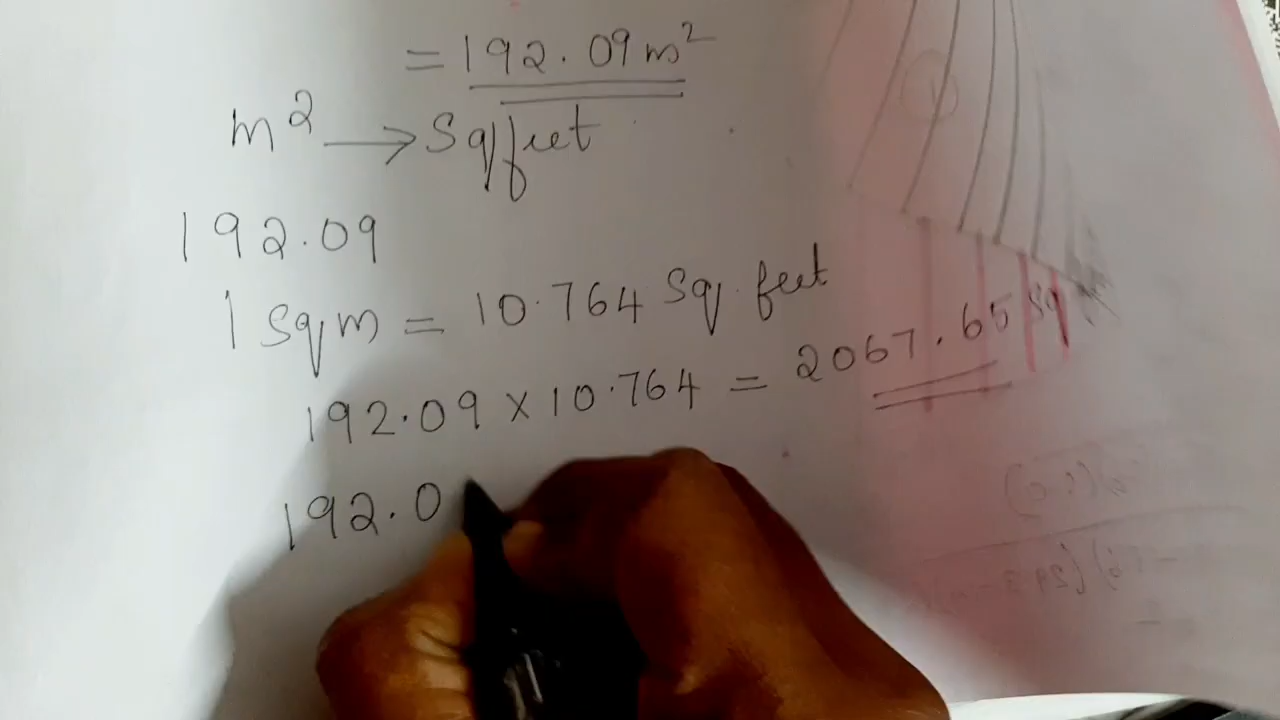 = 192.09 m²
m² → Sq feet
192.09
1 Sqm = 10.764 Sq. feet
192.09 × 10.764 = 2067.65 Sq
192.0